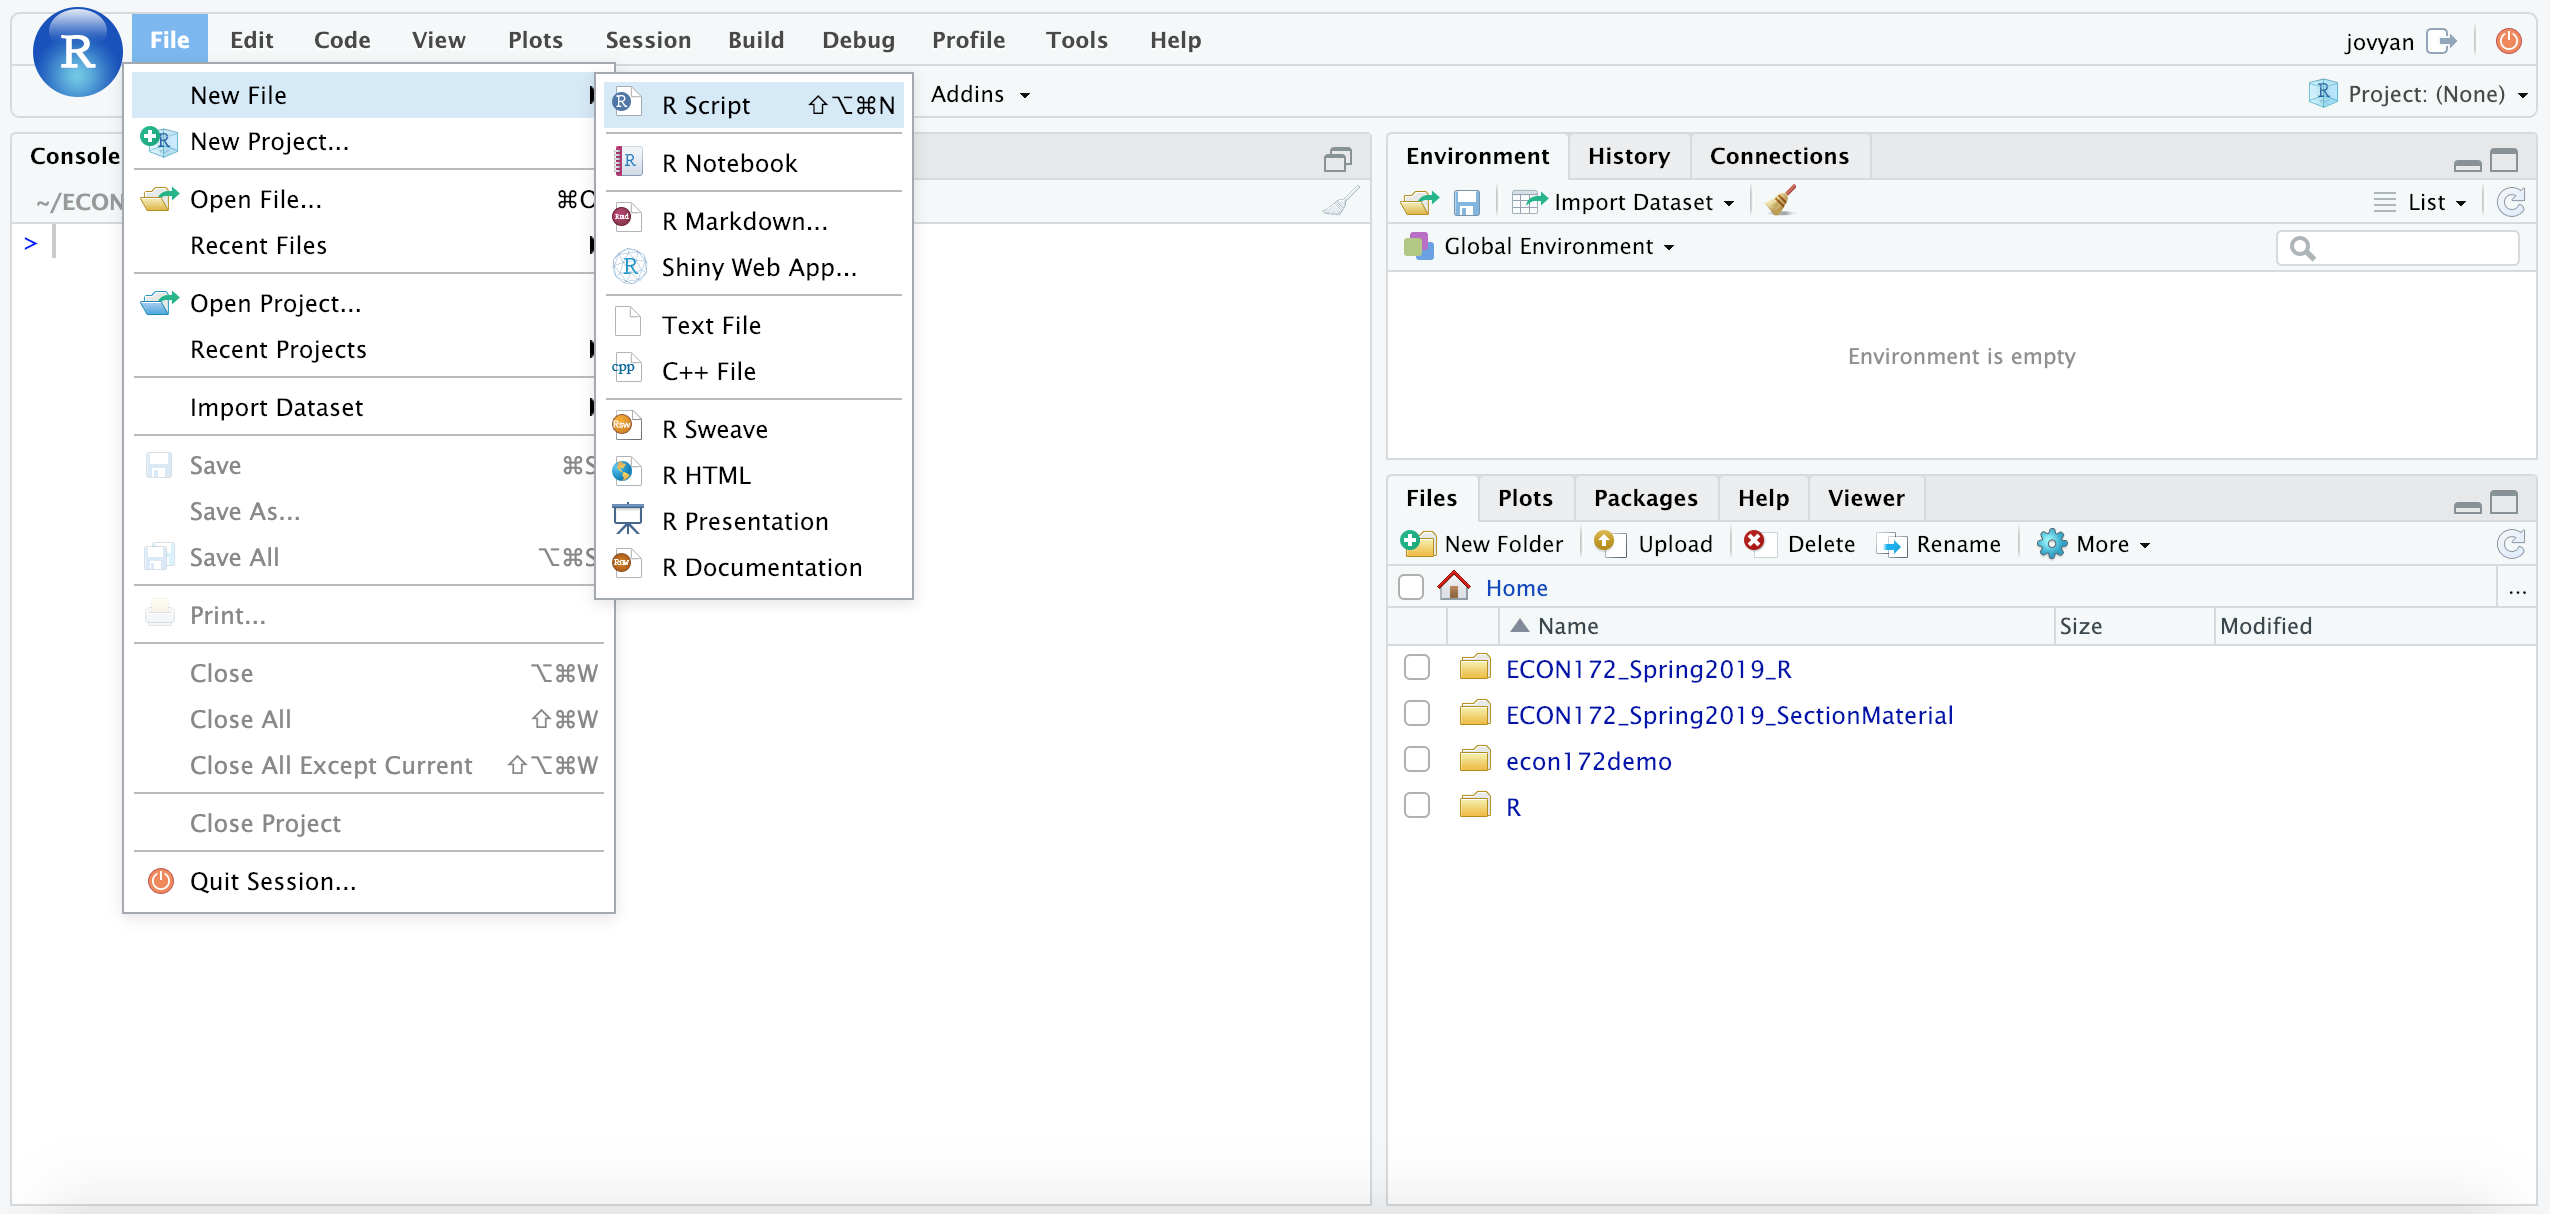 R File Edit Code View Plots Session Build Debug Profile Tools Help jovyan
Addins Project: (None)
New File
New Project...
Open File... ⌘O
Recent Files
Open Project...
Recent Projects
Import Dataset
Save ⌘S
Save As...
Save All ⌥⌘S
Print...
Close ⌥⌘W
Close All ⇧⌘W
Close All Except Current ⇧⌥⌘W
Close Project
Quit Session...
R Script ⇧⌥⌘N
R Notebook
R Markdown...
Shiny Web App...
Text File
cpp C++ File
R Sweave
R HTML
R Presentation
R Documentation
Console
~/ECON
>
Environment History Connections
Import Dataset List
Global Environment
Environment is empty
Files Plots Packages Help Viewer
New Folder Upload Delete Rename More
Home ...
Name Size Modified
ECON172_Spring2019_R
ECON172_Spring2019_SectionMaterial
econ172demo
R